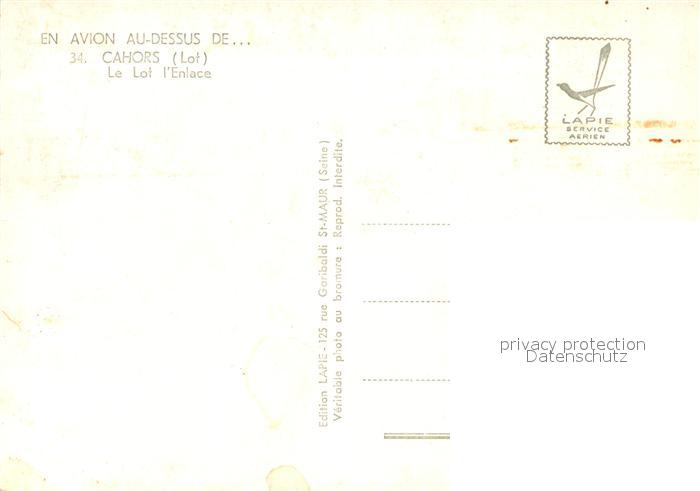 EN AVION AU-DESSUS DE...
34. CAHORS (Lot)
Le Lot l'Enlace
LAPIE
SERVICE
AERIEN
Edition LAPIE - 125 rue Garibaldi St-MAUR (Seine)
Véritable photo au bromure : Reprod. Interdite.
privacy protection
Datenschutz